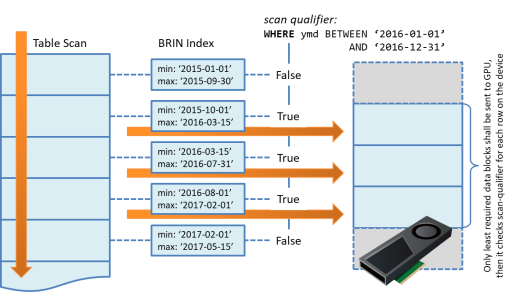 scan qualifier:
WHERE ymd BETWEEN ‘2016-01-01’
AND ‘2016-12-31’
Table Scan
BRIN Index
min: ‘2015-01-01’
max: ‘2015-09-30’
False
min: ‘2015-10-01’
max: ‘2016-03-15’
True
min: ‘2016-03-15’
max: ‘2016-07-31’
True
min: ‘2016-08-01’
max: ‘2017-02-01’
True
min: ‘2017-02-01’
max: ‘2017-05-15’
False
Only least required data blocks shall be sent to GPU,
then it checks scan-qualifier for each row on the device